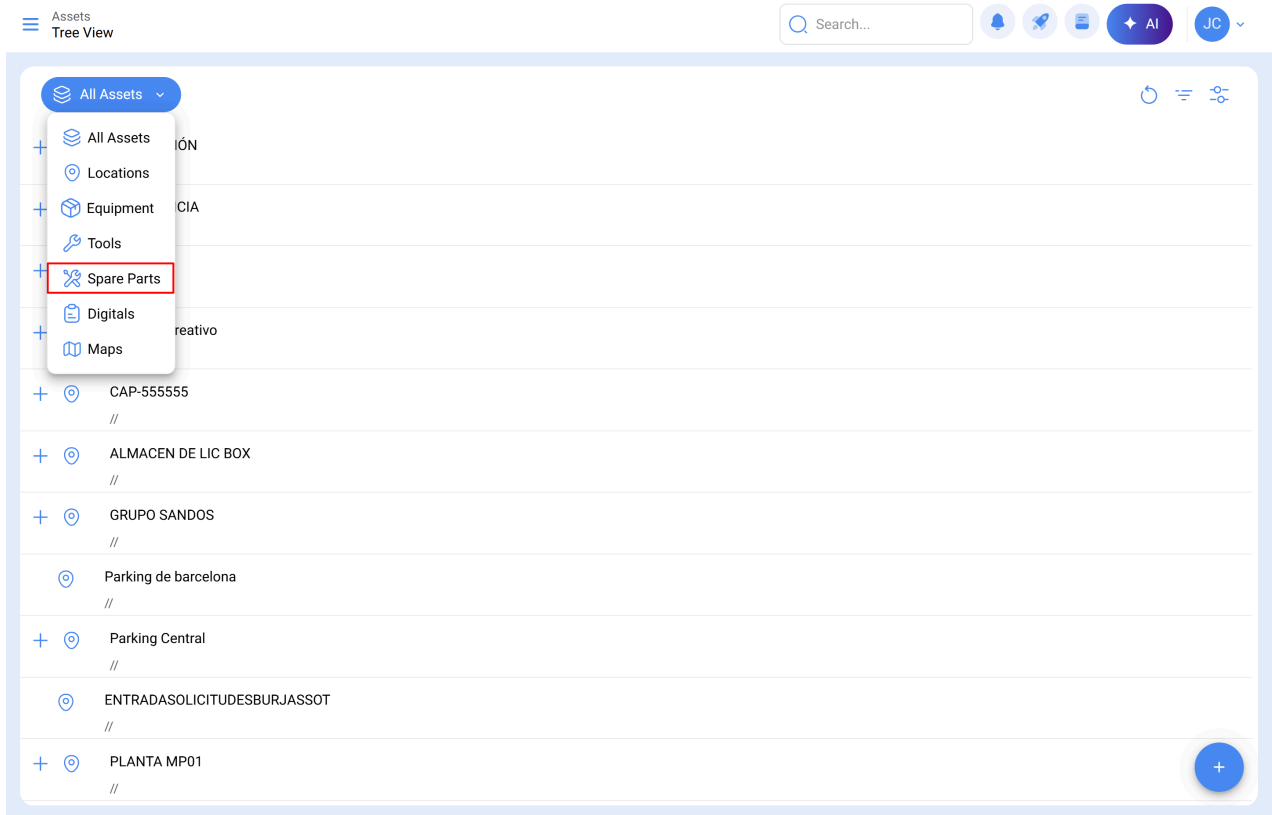 Assets
Tree View
Search...
AI
JC
All Assets
All Assets
IÓN
Locations
Equipment
CIA
Tools
Spare Parts
Digitals
reativo
Maps
CAP-555555
//
ALMACEN DE LIC BOX
//
GRUPO SANDOS
//
Parking de barcelona
//
Parking Central
//
ENTRADASOLICITUDESBURJASSOT
//
PLANTA MP01
//